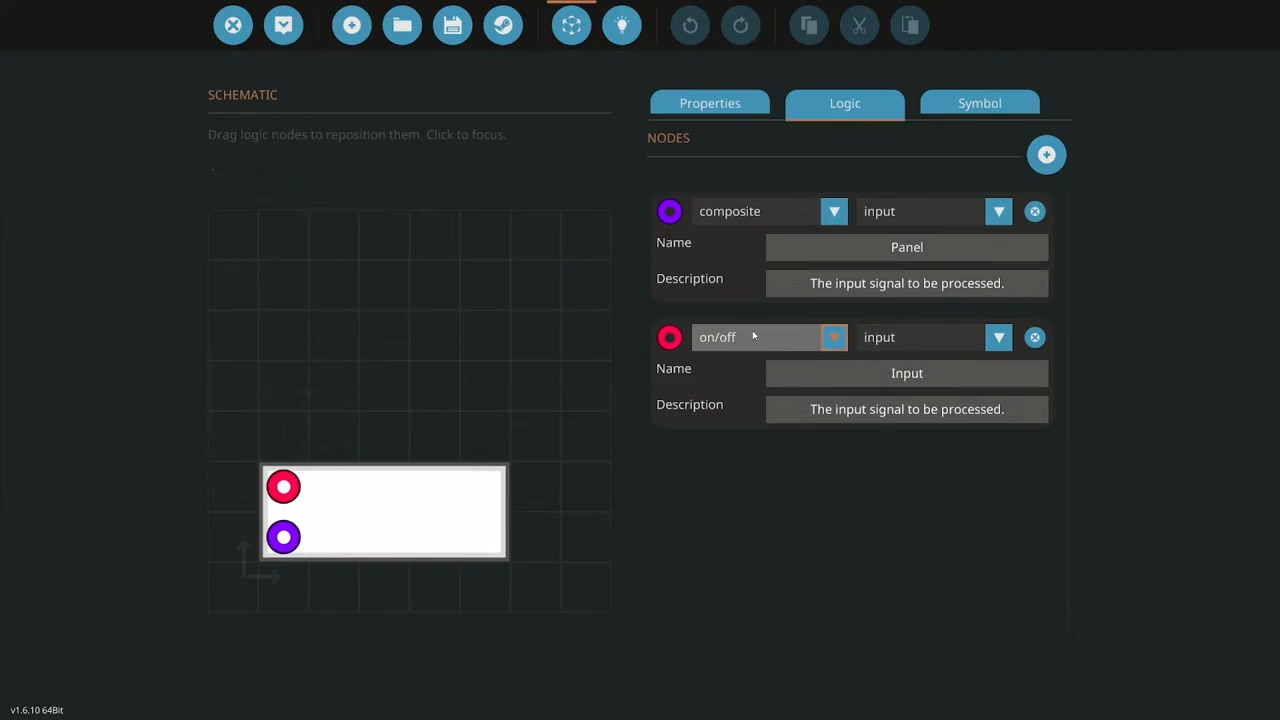 SCHEMATIC
Drag logic nodes to reposition them. Click to focus.
Properties
Logic
Symbol
NODES
composite
input
Name
Panel
Description
The input signal to be processed.
on/off
input
Name
Input
Description
The input signal to be processed.
v1.6.10 64Bit